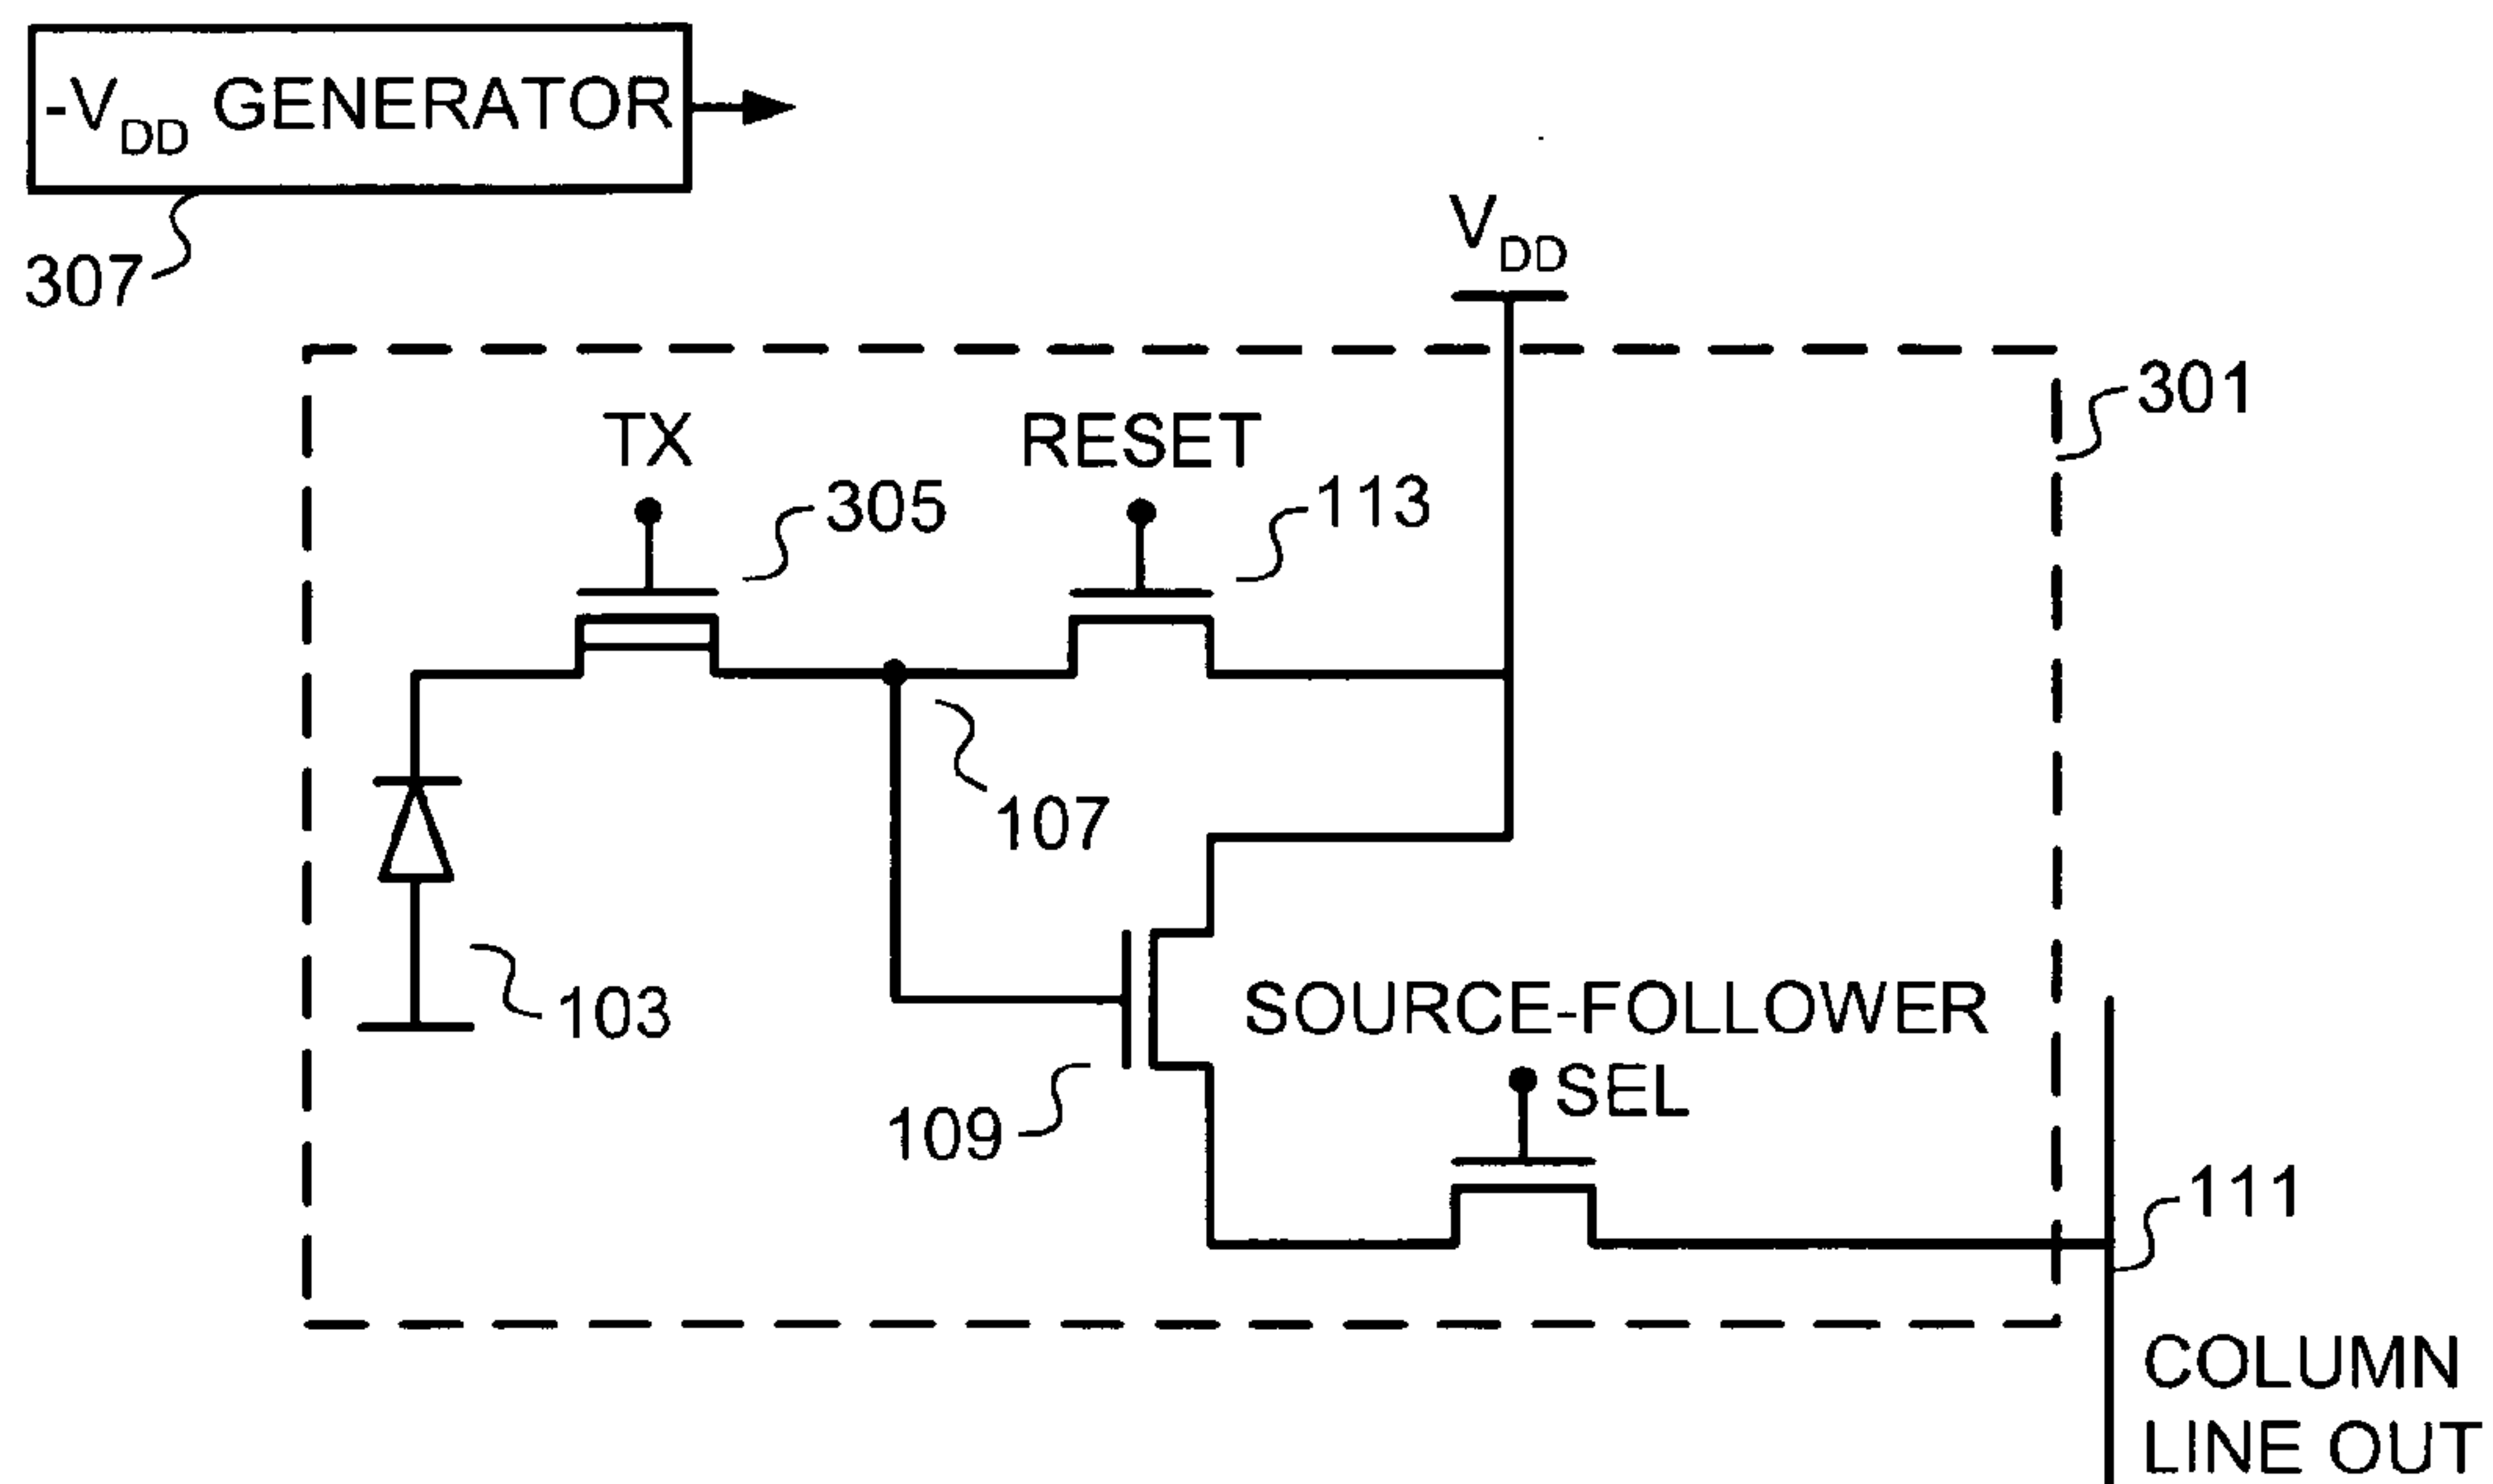 -VDD GENERATOR
307
VDD
301
TX
RESET
305
113
107
103
SOURCE-FOLLOWER
SEL
109
111
COLUMN
LINE OUT